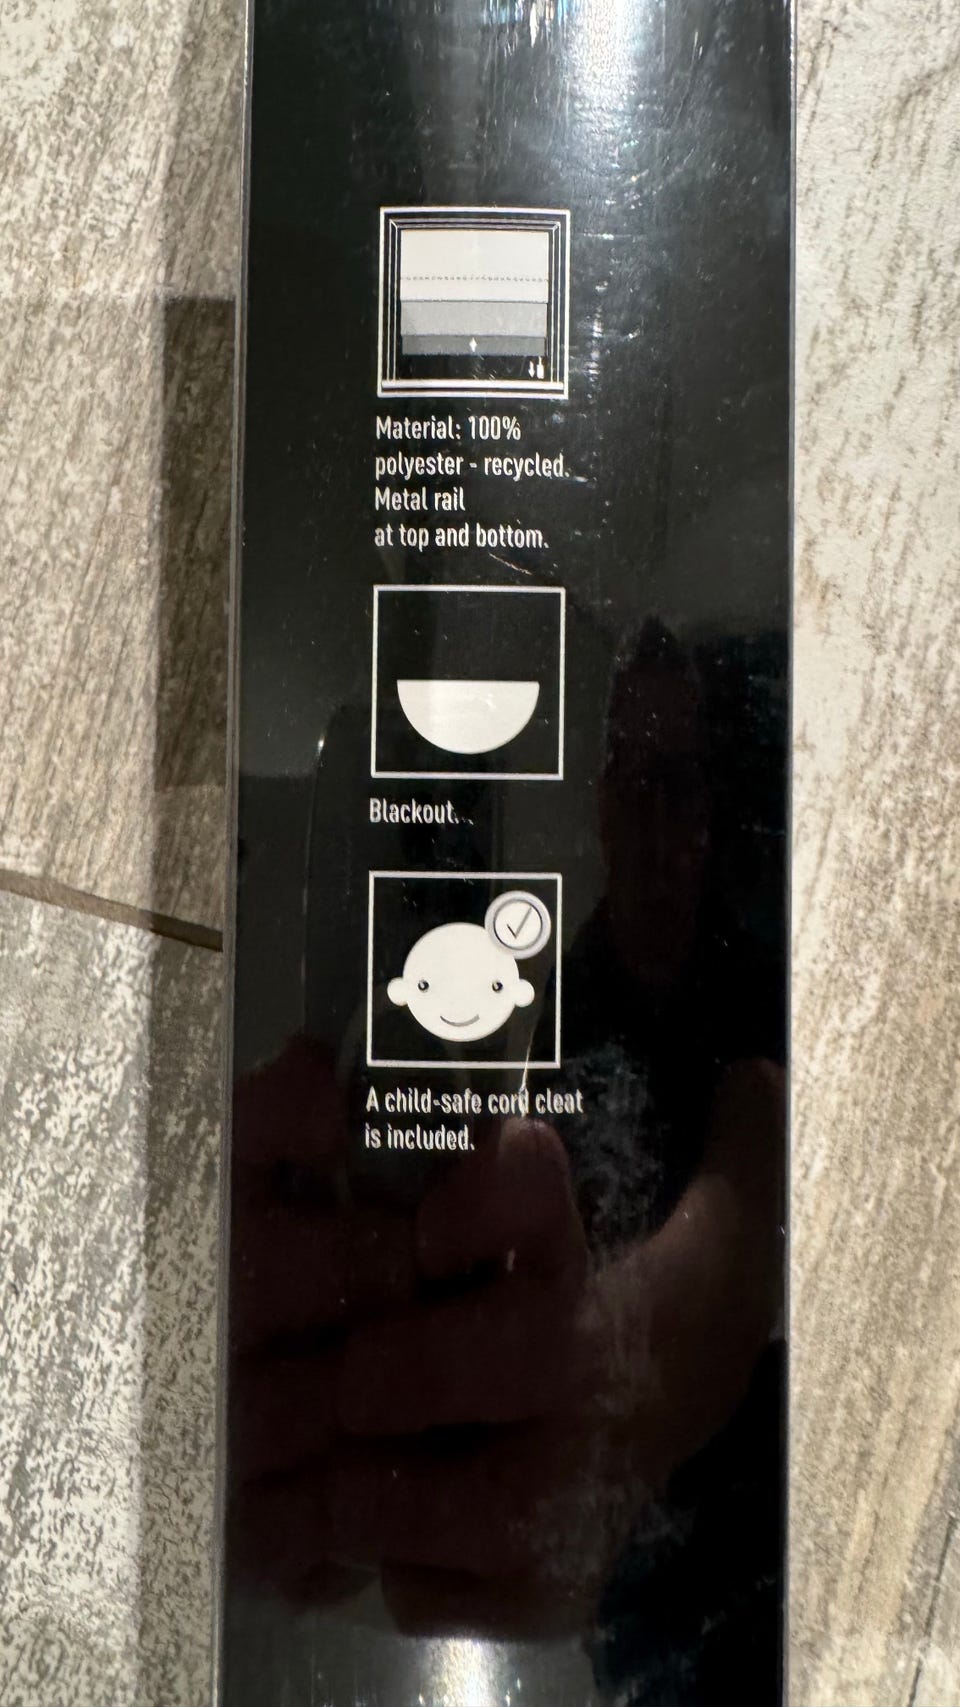 Material: 100%
polyester - recycled.
Metal rail
at top and bottom.
Blackout.
A child-safe cord cleat
is included.